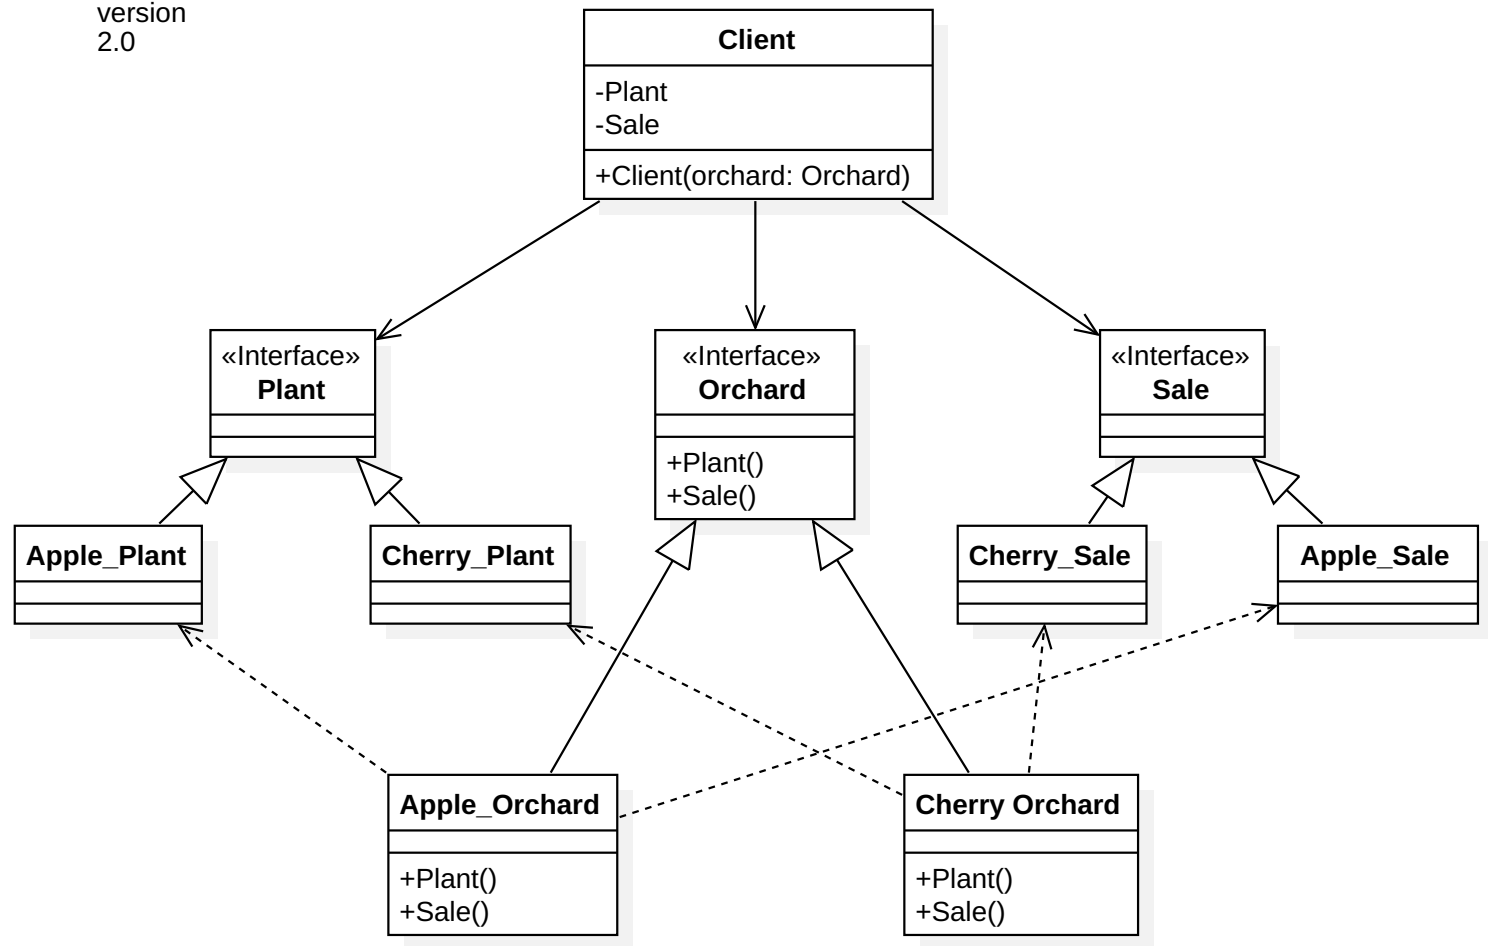 version
2.0
Client
-Plant
-Sale
+Client(orchard: Orchard)
«Interface»
Plant
«Interface»
Orchard
+Plant()
+Sale()
«Interface»
Sale
Apple_Plant
Cherry_Plant
Cherry_Sale
Apple_Sale
Apple_Orchard
+Plant()
+Sale()
Cherry Orchard
+Plant()
+Sale()